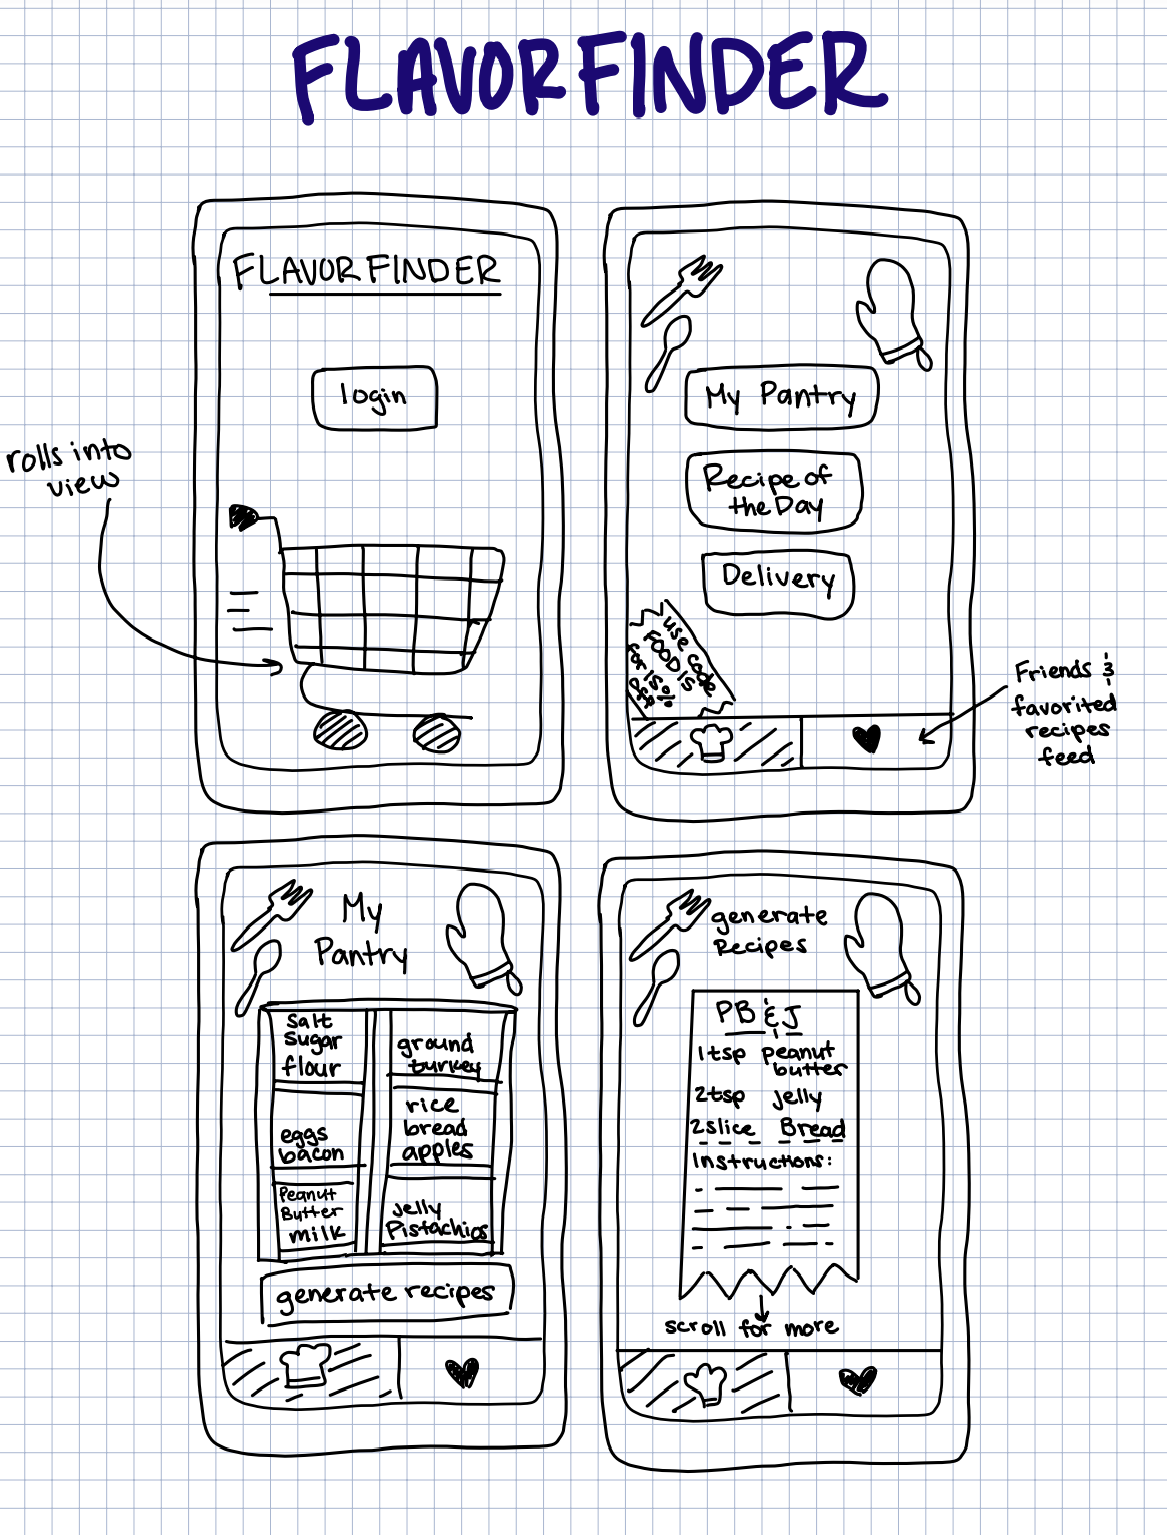 FLAVORFINDER
FLAVORFINDER
login
rolls into
view
My Pantry
Recipe of
the Day
Delivery
use code
FOOD15
for 15%
off
Friends &
favorited
recipes
feed
My
Pantry
salt
sugar
flour
eggs
bacon
Peanut
Butter
milk
ground
turkey
rice
bread
apples
jelly
Pistachios
generate recipes
generate
Recipes
PB & J
1tsp peanut
butter
2tsp jelly
2slice Bread
Instructions:
scroll for more